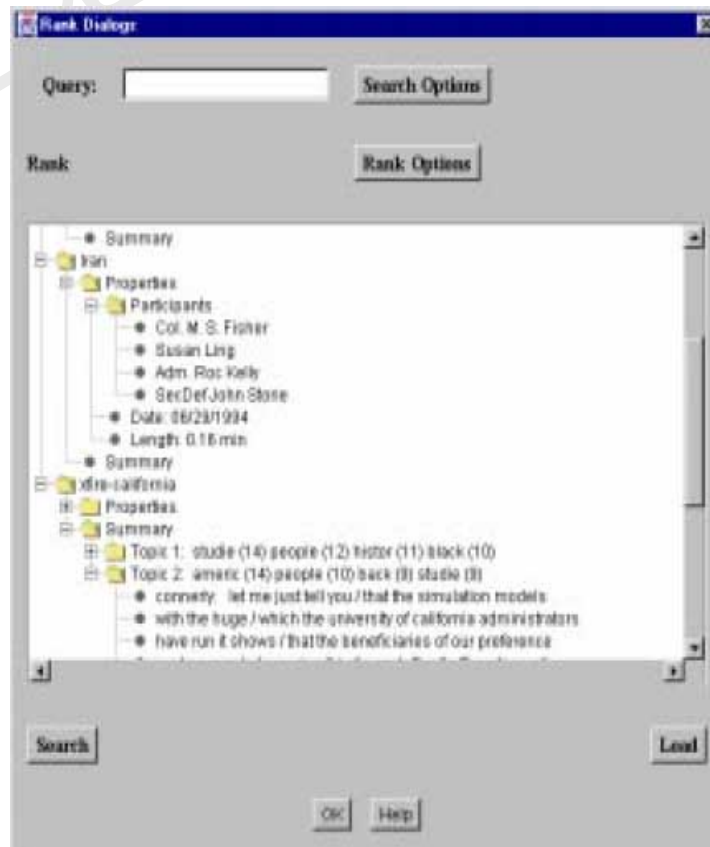 Rank Dialogs
Query:
Search Options
Rank
Rank Options
Summary
Iran
Properties
Participants
Col. M. S. Fisher
Susan Ling
Adm. Roc Kelly
SecDef John Stone
Date: 06/29/1994
Length: 0.16 min
Summary
xfire-california
Properties
Summary
Topic 1: studie (14) people (12) histor (11) black (10)
Topic 2: americ (14) people (10) back (9) studie (9)
connerly: let me just tell you / that the simulation models
with the huge / which the university of california administrators
have run it shows / that the beneficiaries of our preference
Search
Load
OK
Help